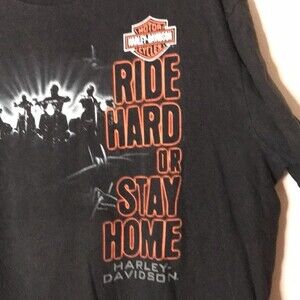 MOTOR
HARLEY-DAVIDSON
CYCLES
RIDE
HARD
OR
STAY
HOME
HARLEY-
DAVIDSON